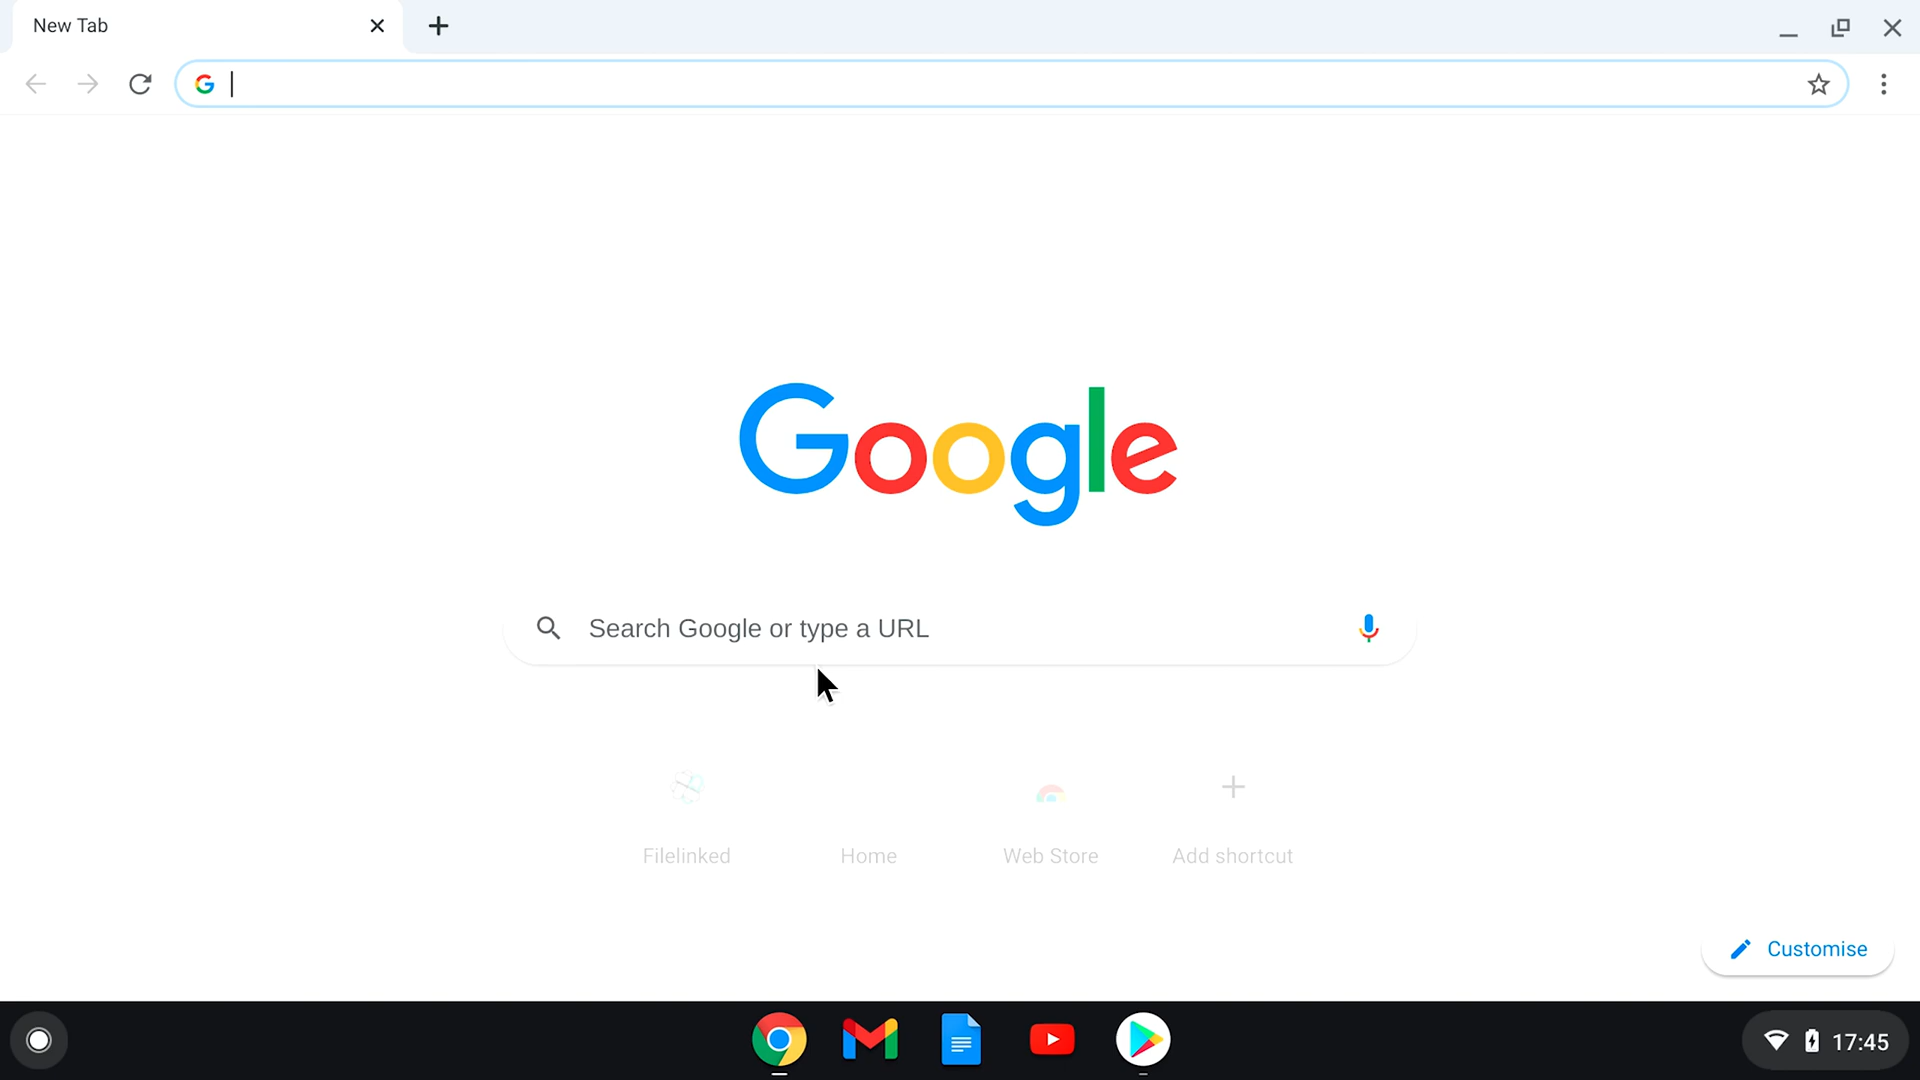 New Tab
Google
Search Google or type a URL
Filelinked
Home
Web Store
Add shortcut
Customise
17:45